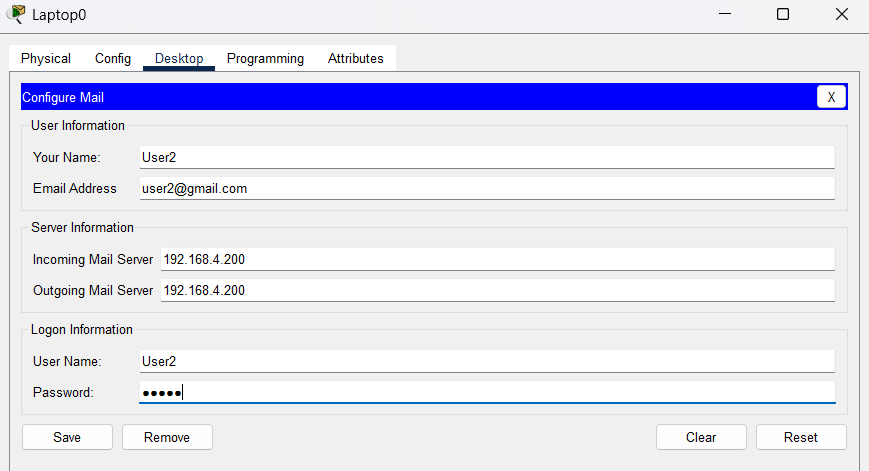 Laptop0
Physical Config Desktop Programming Attributes
Configure Mail X
User Information
Your Name: User2
Email Address user2@gmail.com
Server Information
Incoming Mail Server 192.168.4.200
Outgoing Mail Server 192.168.4.200
Logon Information
User Name: User2
Password: •••••
Save Remove Clear Reset